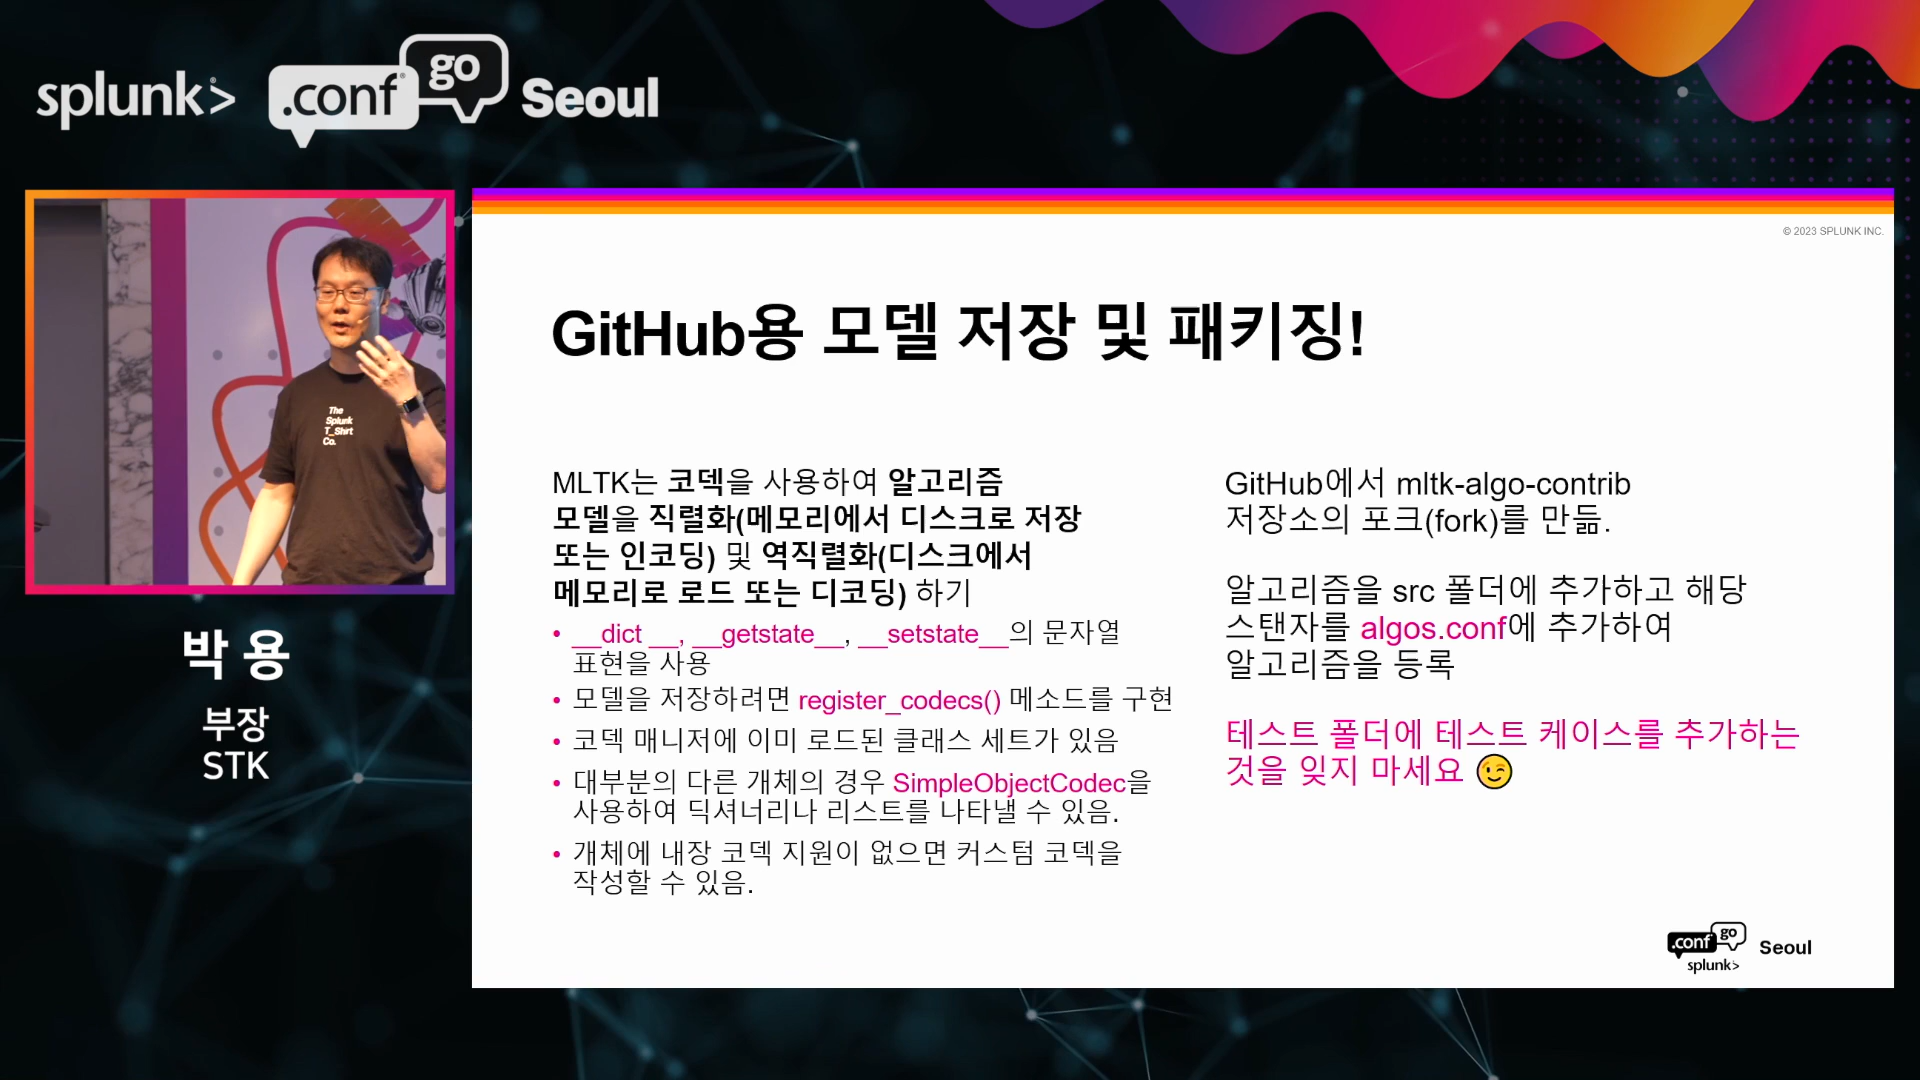 splunk> .conf go Seoul
The
Splunk
T_Shirt
Co.
박 용
부장
STK
© 2023 SPLUNK INC.
GitHub용 모델 저장 및 패키징!
MLTK는 코덱을 사용하여 알고리즘
모델을 직렬화(메모리에서 디스크로 저장
또는 인코딩) 및 역직렬화(디스크에서
메모리로 로드 또는 디코딩) 하기
• __dict __, __getstate__, __setstate__의 문자열
표현을 사용
• 모델을 저장하려면 register_codecs() 메소드를 구현
• 코덱 매니저에 이미 로드된 클래스 세트가 있음
• 대부분의 다른 개체의 경우 SimpleObjectCodec을
사용하여 딕셔너리나 리스트를 나타낼 수 있음.
• 개체에 내장 코덱 지원이 없으면 커스텀 코덱을
작성할 수 있음.
GitHub에서 mltk-algo-contrib
저장소의 포크(fork)를 만듦.
알고리즘을 src 폴더에 추가하고 해당
스탠자를 algos.conf에 추가하여
알고리즘을 등록
테스트 폴더에 테스트 케이스를 추가하는
것을 잊지 마세요 😉
.conf go Seoul
splunk>